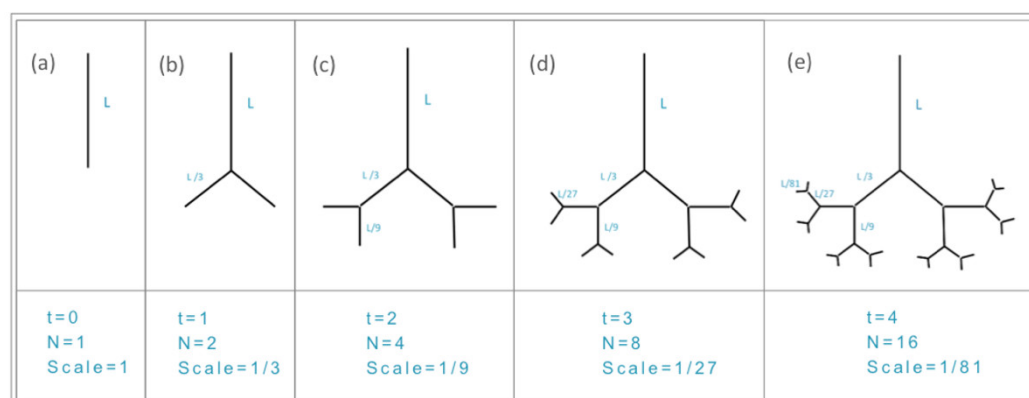 (a)
L
(b)
L
L/3
(c)
L
L/3
L/9
(d)
L
L/3
L/27
L/9
(e)
L
L/3
L/81
L/27
L/9
t=0
N=1
Scale=1
t=1
N=2
Scale=1/3
t=2
N=4
Scale=1/9
t=3
N=8
Scale=1/27
t=4
N=16
Scale=1/81